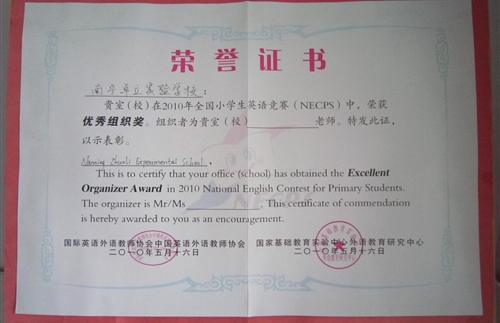 荣誉证书
南京卓立实验学校：
贵室（校）在2010年全国小学生英语竞赛（NECPS）中，荣获
优秀组织奖。组织者为贵室（校） 老师。特发此证，
以示表彰。
Nanjing Zhuoli Experimental School，
This is to certify that your office (school) has obtained the Excellent
Organizer Award in 2010 National English Contest for Primary Students.
The organizer is Mr/Ms . This certificate of commendation
is hereby awarded to you as an encouragement.
国际英语外语教师协会中国英语外语教师协会 国家基础教育实验中心外语教育研究中心
二〇一〇年五月十六日 二〇一〇年五月十六日